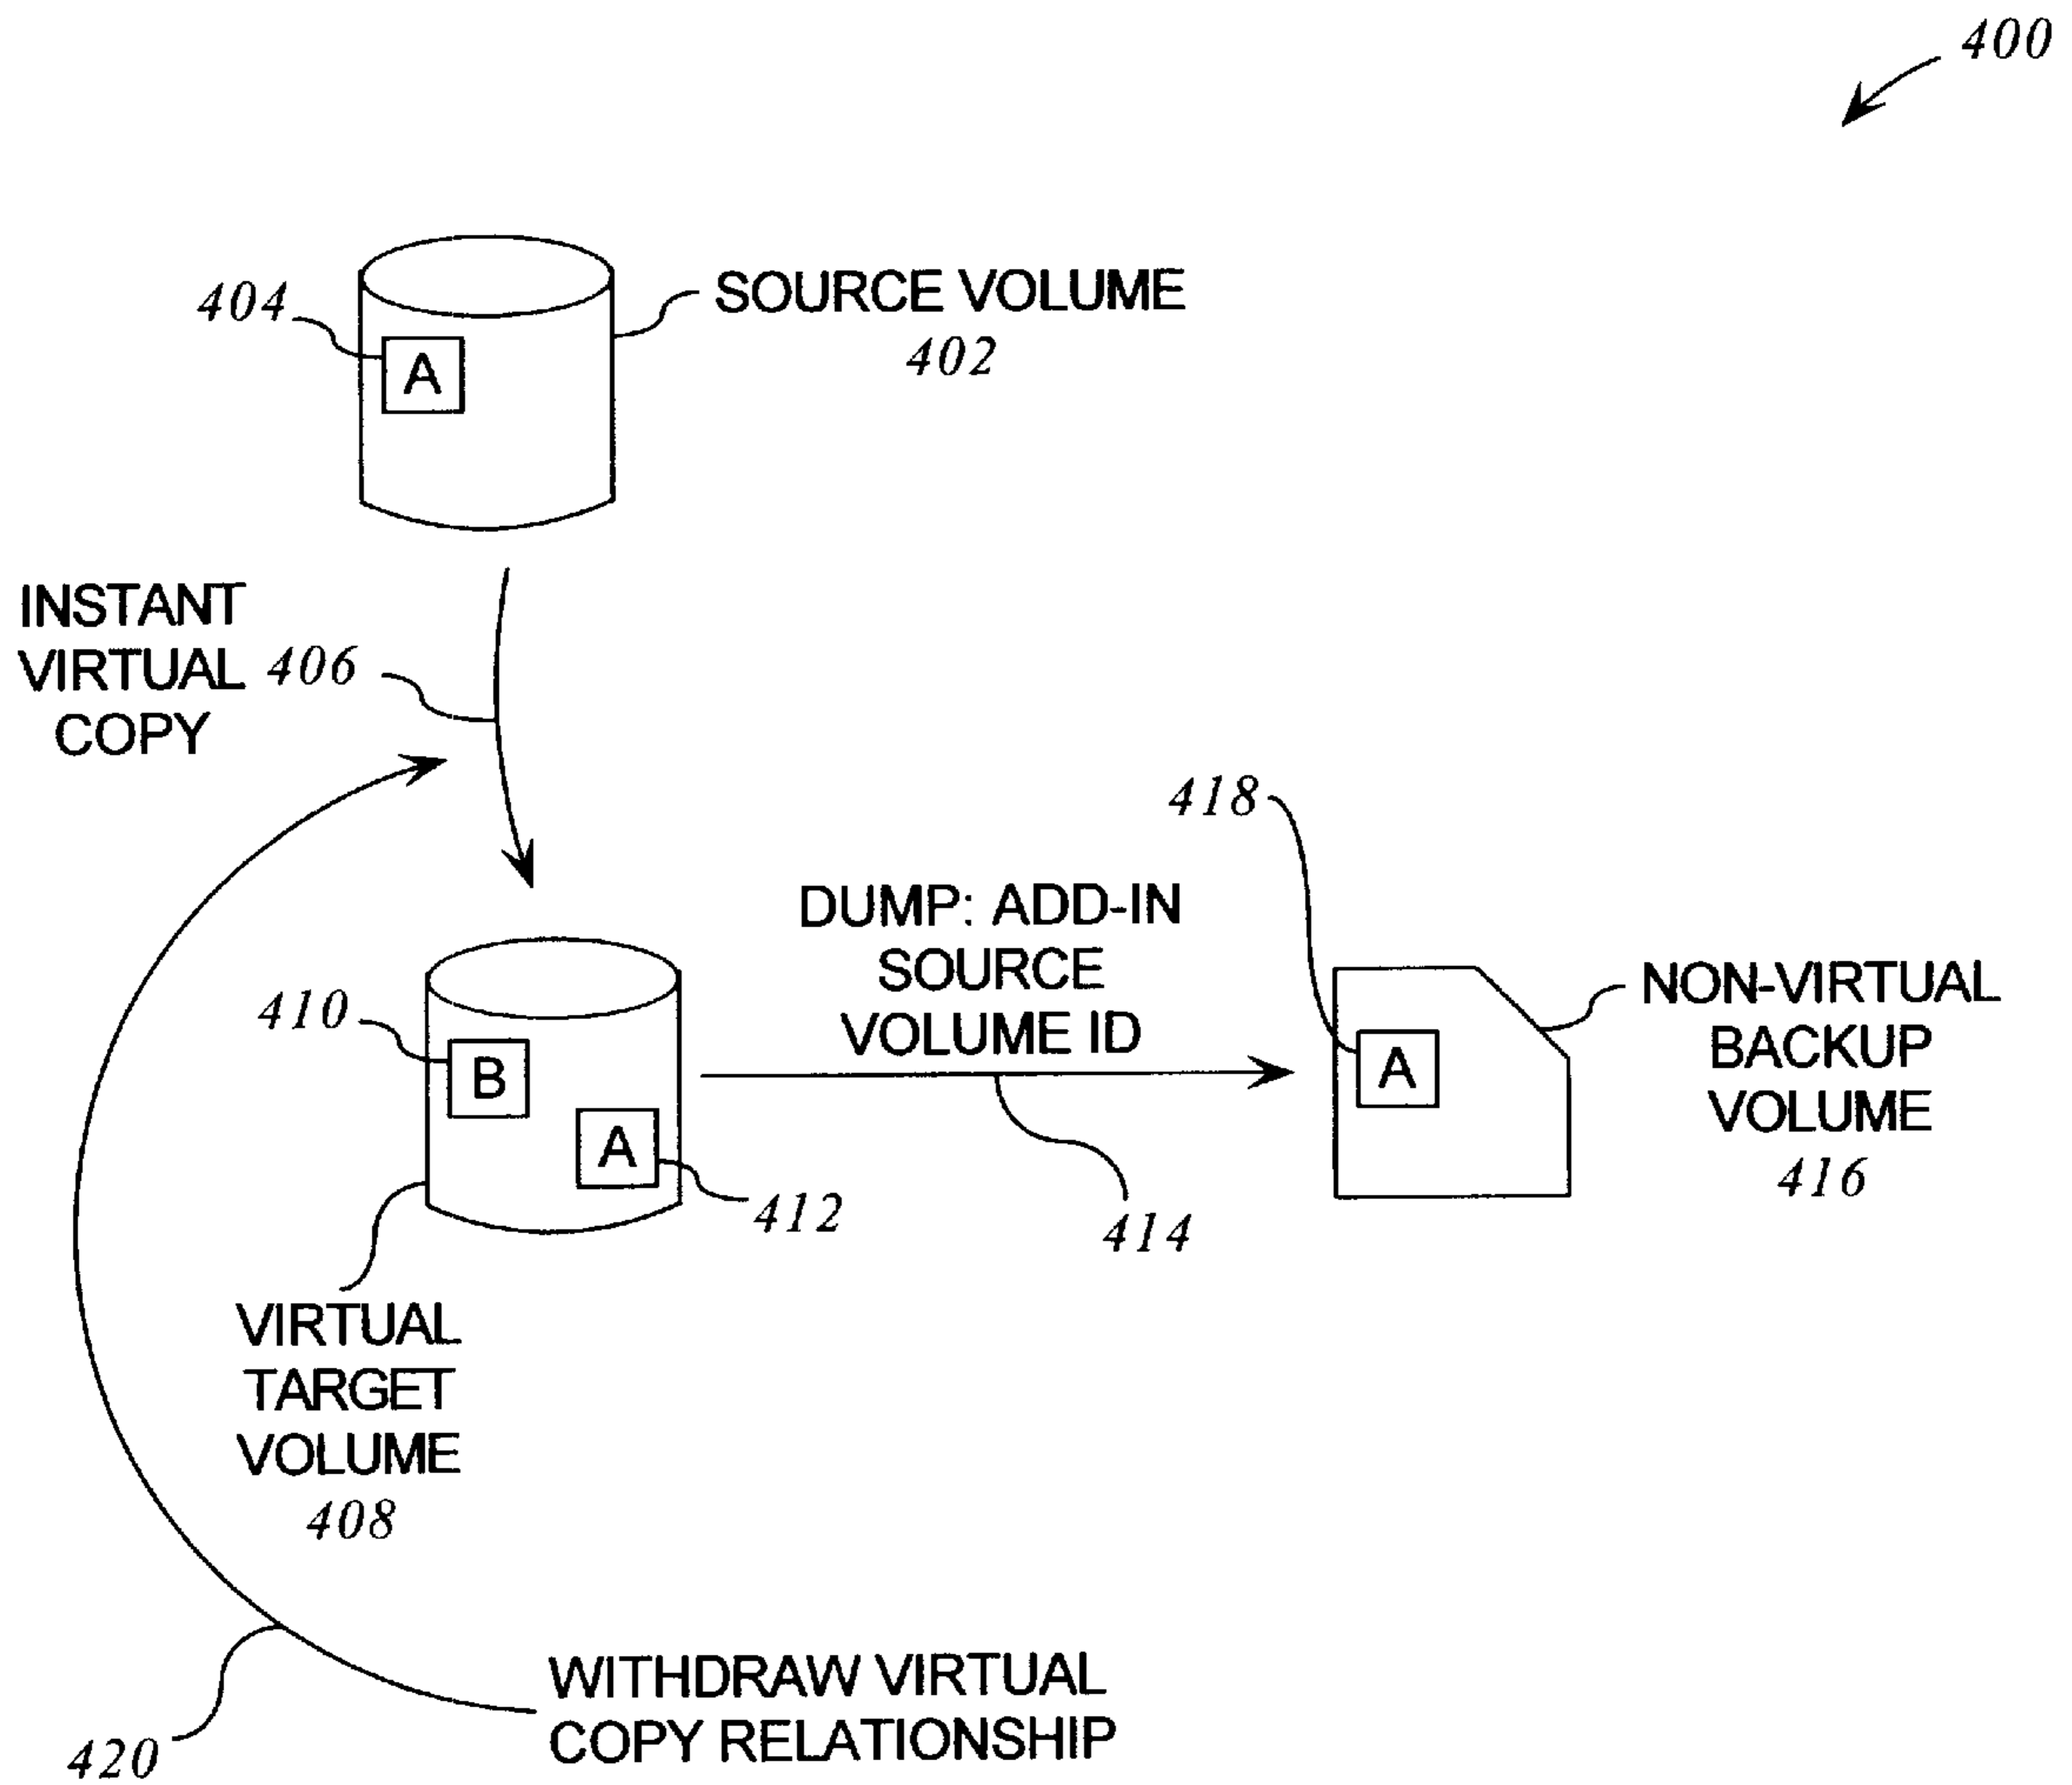 400
404
SOURCE VOLUME
402
A
INSTANT
VIRTUAL 406
COPY
418
DUMP: ADD-IN
SOURCE
VOLUME ID
410
B
A
412
414
A
NON-VIRTUAL
BACKUP
VOLUME
416
VIRTUAL
TARGET
VOLUME
408
WITHDRAW VIRTUAL
COPY RELATIONSHIP
420